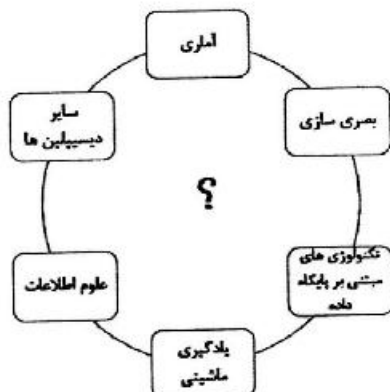 آماری
بصری سازی
تکنولوژی های
مبتنی بر پایگاه
داده
یادگیری
ماشینی
علوم اطلاعات
سایر
دیسیپلین ها
؟